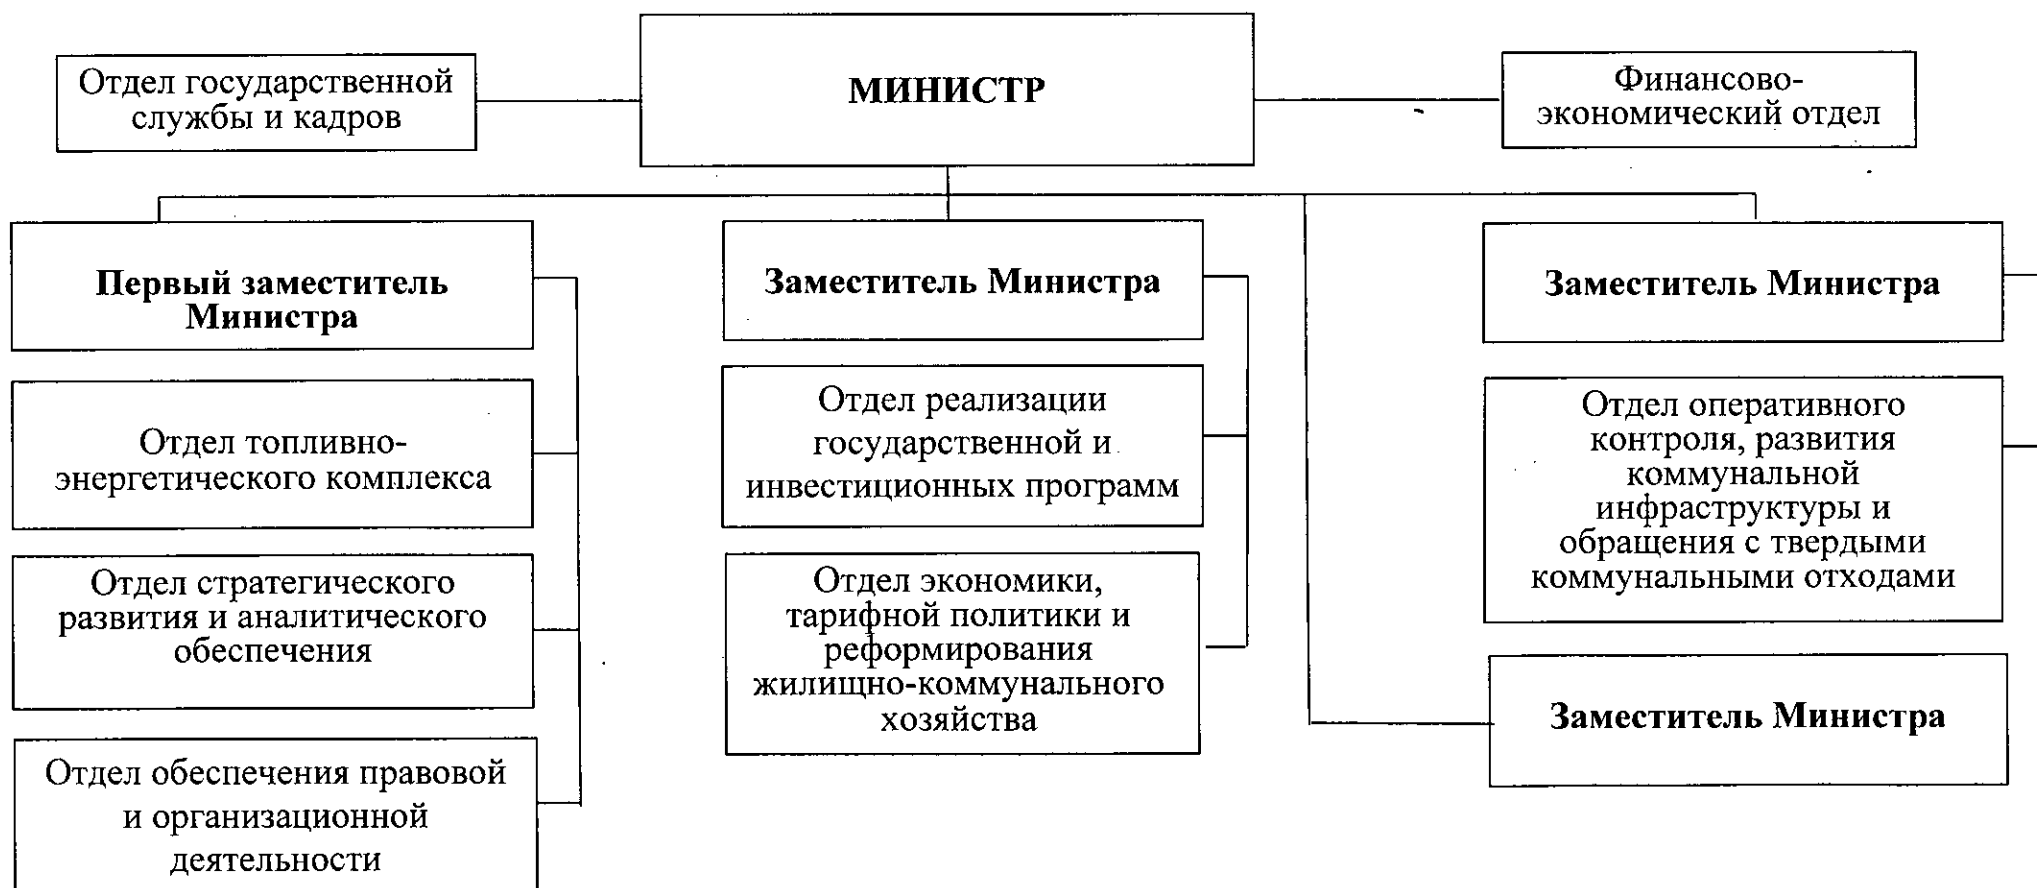 Отдел государственной
службы и кадров
МИНИСТР
Финансово-
экономический отдел
Первый заместитель
Министра
Отдел топливно-
энергетического комплекса
Отдел стратегического
развития и аналитического
обеспечения
Отдел обеспечения правовой
и организационной
деятельности
Заместитель Министра
Отдел реализации
государственной и
инвестиционных программ
Отдел экономики,
тарифной политики и
реформирования
жилищно-коммунального
хозяйства
Заместитель Министра
Отдел оперативного
контроля, развития
коммунальной
инфраструктуры и
обращения с твердыми
коммунальными отходами
Заместитель Министра